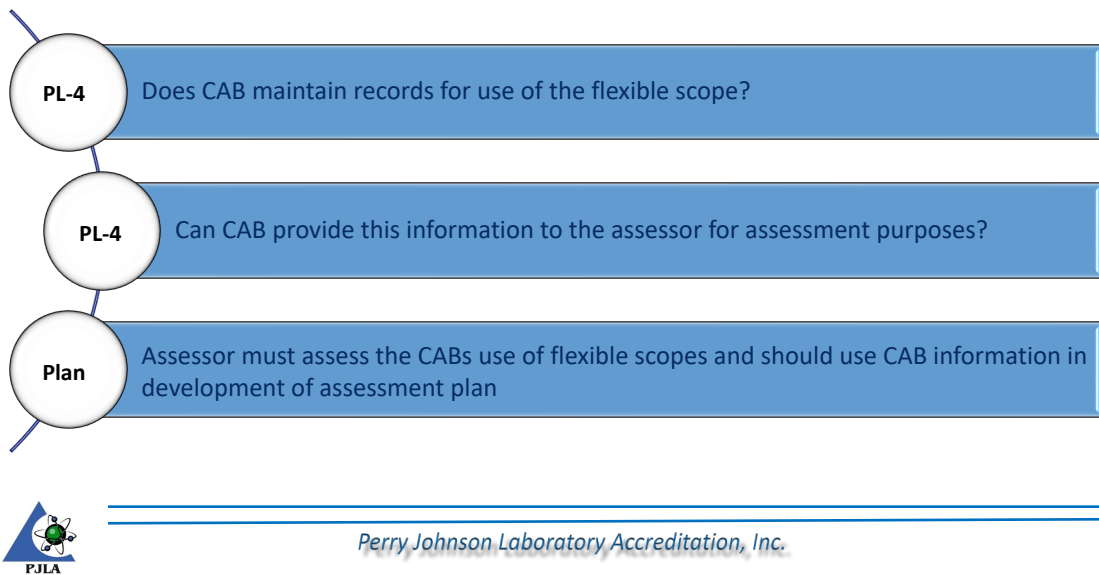 PL-4
Does CAB maintain records for use of the flexible scope?
PL-4
Can CAB provide this information to the assessor for assessment purposes?
Plan
Assessor must assess the CABs use of flexible scopes and should use CAB information in
development of assessment plan
PJLA
Perry Johnson Laboratory Accreditation, Inc.